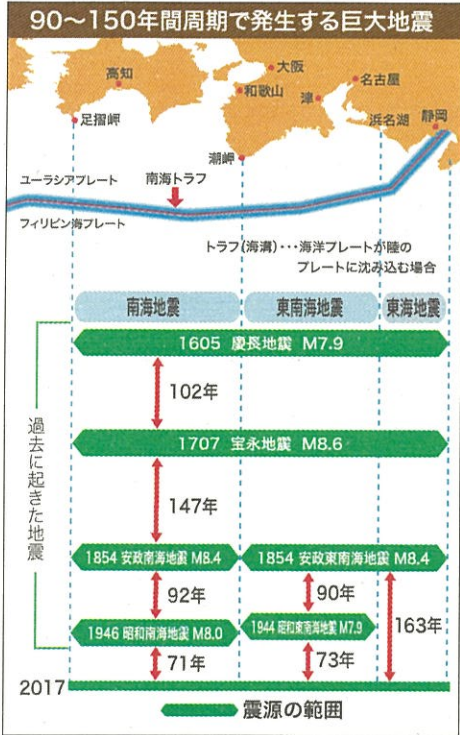 90～150年間周期で発生する巨大地震
大阪
高知
名古屋
和歌山
津
静岡
足摺岬
浜名湖
潮岬
ユーラシアプレート
南海トラフ
フィリピン海プレート
トラフ(海溝)･･･海洋プレートが陸の
プレートに沈み込む場合
南海地震
東南海地震
東海地震
過去に起きた地震
1605 慶長地震 M7.9
102年
1707 宝永地震 M8.6
147年
1854 安政南海地震 M8.4
1854 安政東南海地震 M8.4
92年
90年
163年
1946 昭和南海地震 M8.0
1944 昭和東南海地震 M7.9
71年
73年
2017
震源の範囲